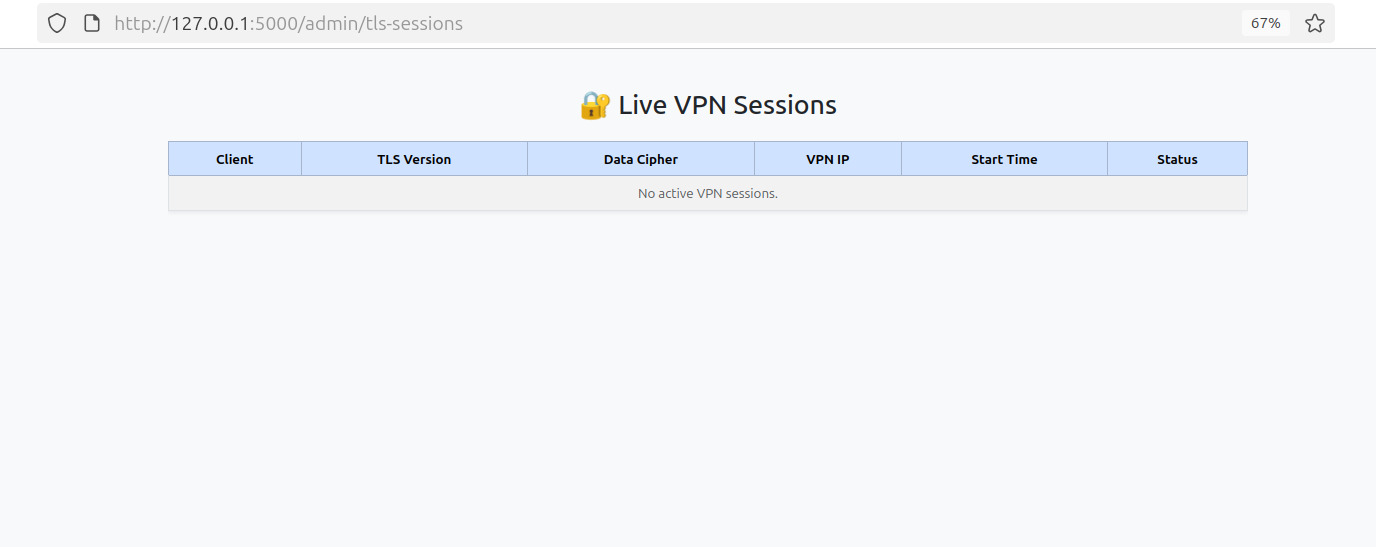 http://127.0.0.1:5000/admin/tls-sessions 67%
🔐 Live VPN Sessions
Client TLS Version Data Cipher VPN IP Start Time Status
No active VPN sessions.